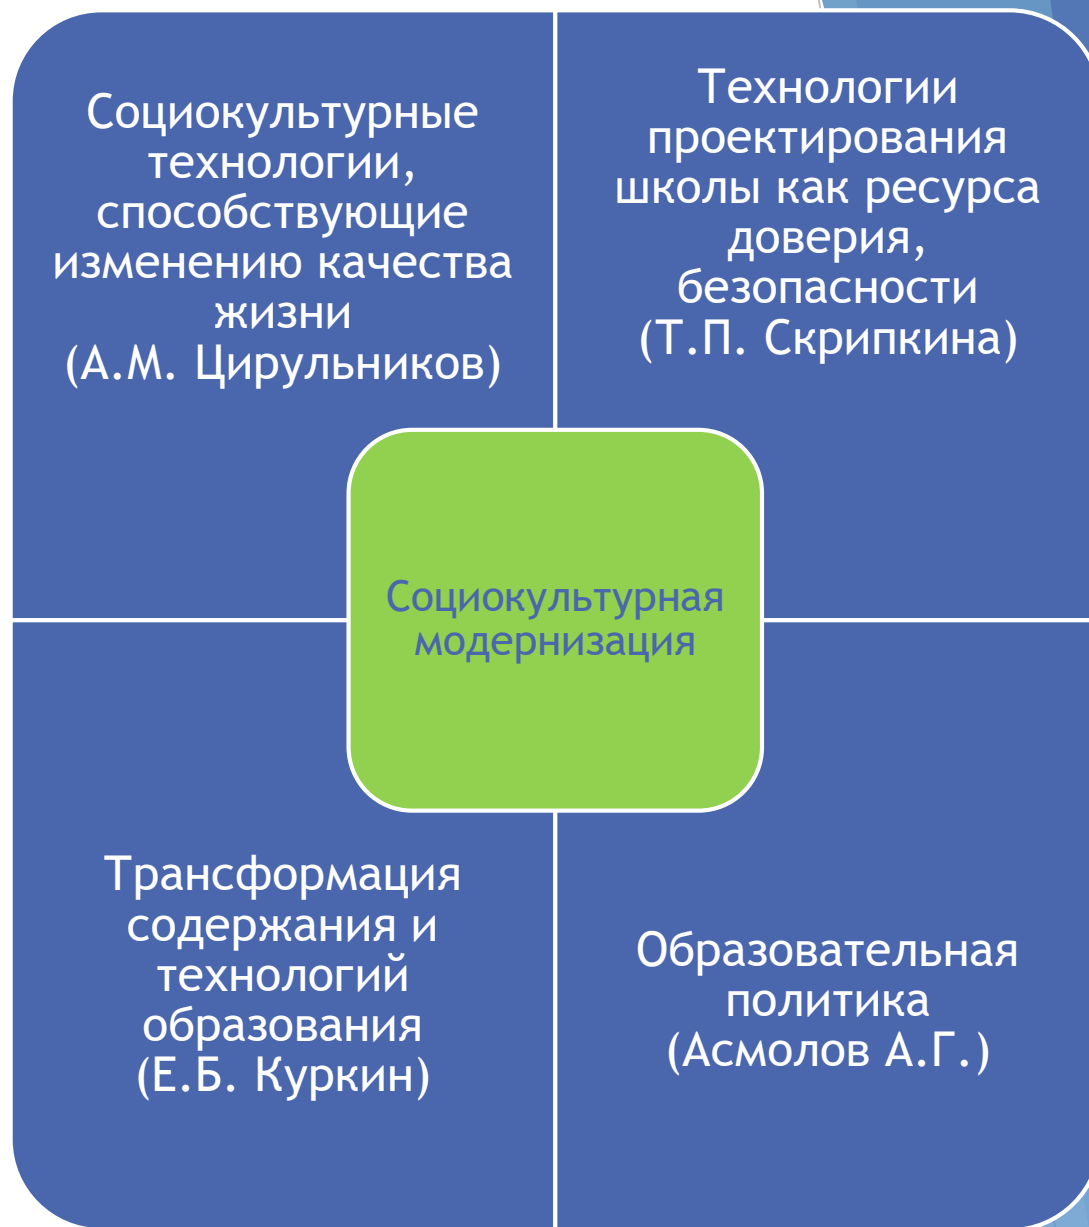 Социокультурные
технологии,
способствующие
изменению качества
жизни
(А.М. Цирульников)
Технологии
проектирования
школы как ресурса
доверия,
безопасности
(Т.П. Скрипкина)
Социокультурная
модернизация
Трансформация
содержания и
технологий
образования
(Е.Б. Куркин)
Образовательная
политика
(Асмолов А.Г.)